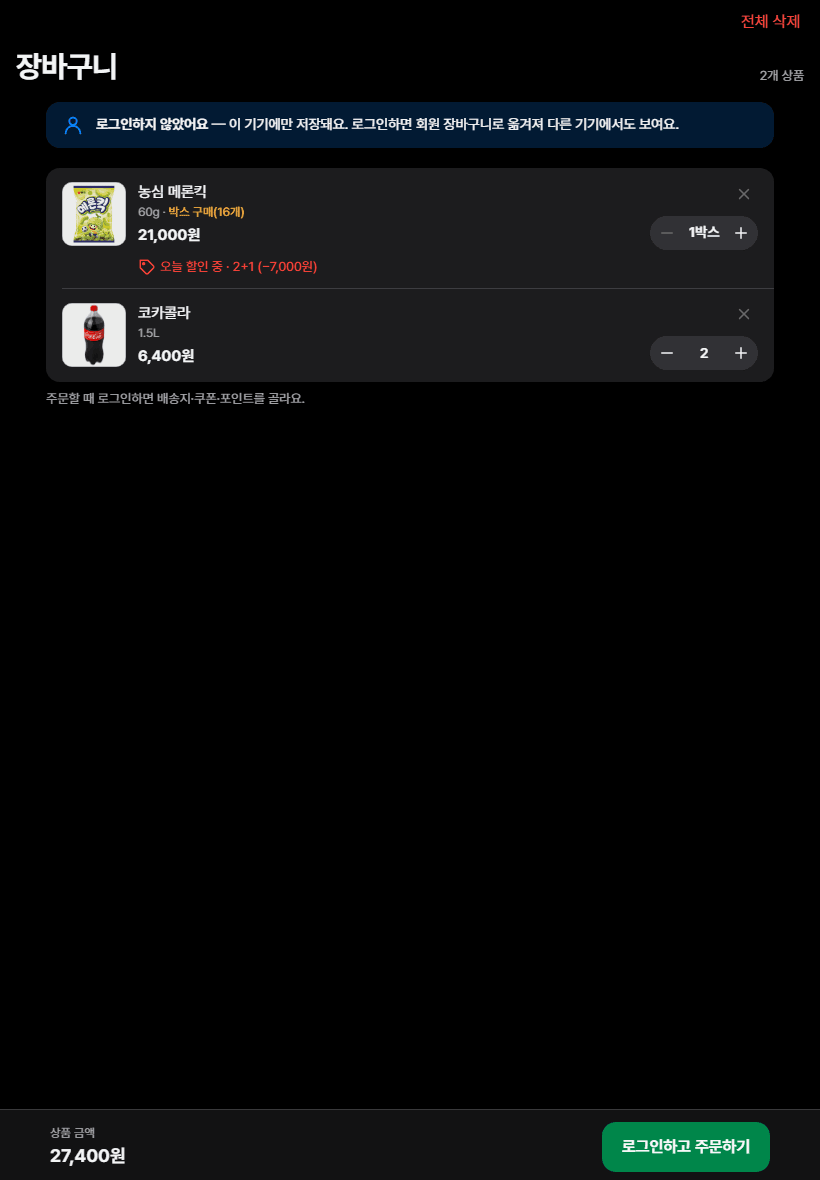 전체 삭제
장바구니
2개 상품
로그인하지 않았어요 — 이 기기에만 저장돼요. 로그인하면 회원 장바구니로 옮겨져 다른 기기에서도 보여요.
메론킥
농심 메론킥
60g · 박스 구매(16개)
21,000원
1박스
오늘 할인 중 · 2+1 (−7,000원)
코카콜라
1.5L
6,400원
2
주문할 때 로그인하면 배송지·쿠폰·포인트를 골라요.
상품 금액
27,400원
로그인하고 주문하기